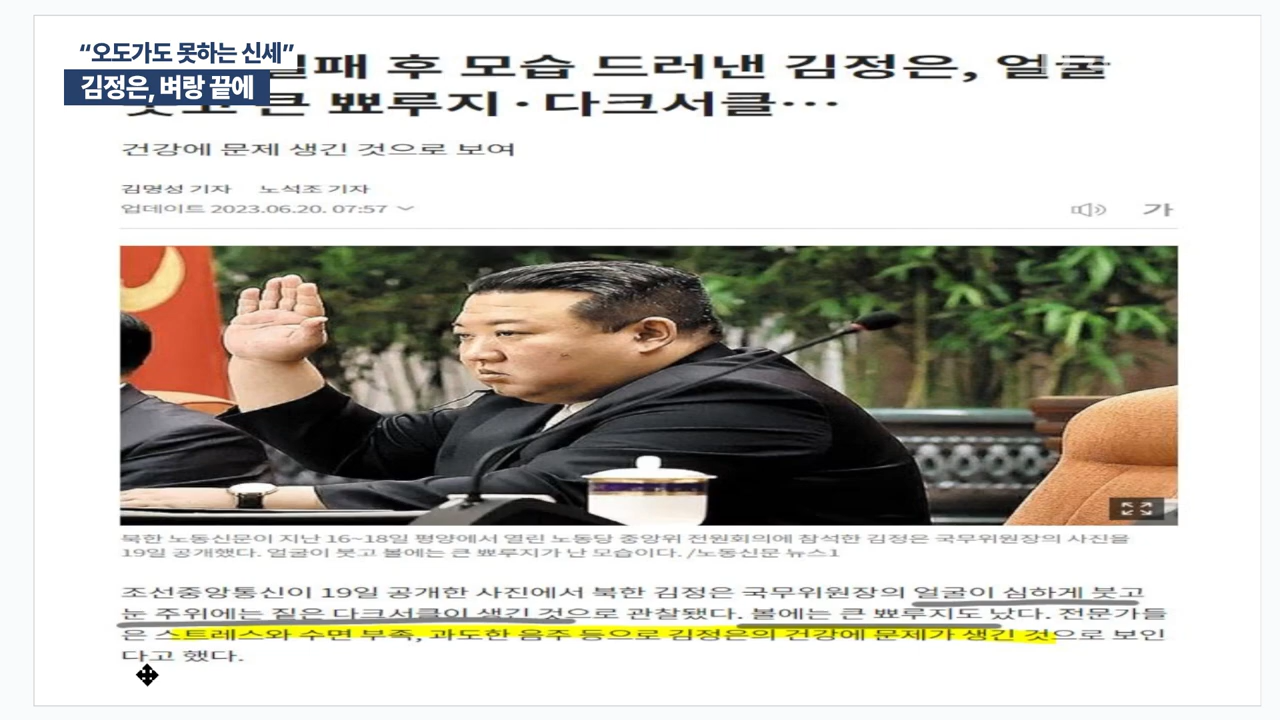 “오도가도 못하는 신세”
김정은, 벼랑 끝에
패 후 모습 드러낸 김정은, 얼굴
큰 뾰루지·다크서클…
건강에 문제 생긴 것으로 보여
김명성 기자 노석조 기자
업데이트 2023.06.20. 07:57
가
북한 노동신문이 지난 16~18일 평양에서 열린 노동당 중앙위 전원회의에 참석한 김정은 국무위원장의 사진을
19일 공개했다. 얼굴이 붓고 볼에는 큰 뾰루지가 난 모습이다. /노동신문 뉴스1
조선중앙통신이 19일 공개한 사진에서 북한 김정은 국무위원장의 얼굴이 심하게 붓고
눈 주위에는 짙은 다크서클이 생긴 것으로 관찰됐다. 볼에는 큰 뾰루지도 났다. 전문가들
은 스트레스와 수면 부족, 과도한 음주 등으로 김정은의 건강에 문제가 생긴 것으로 보인
다고 했다.